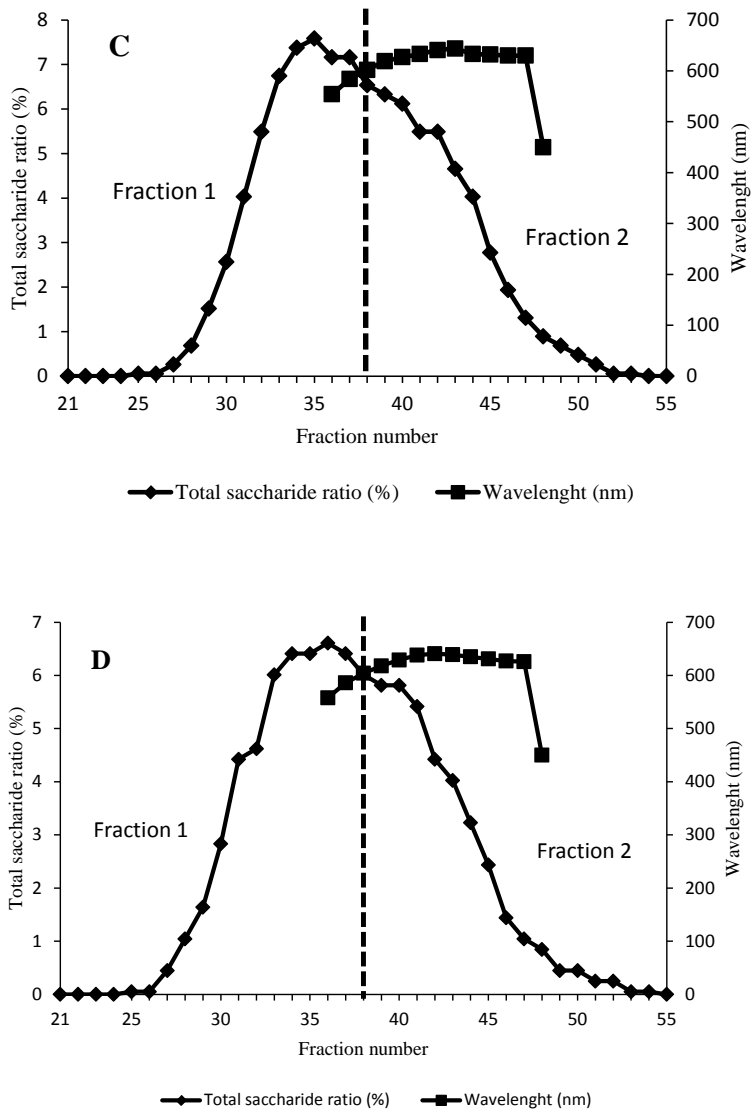 C
Total saccharide ratio (%)
8
7
6
5
4
3
2
1
0
Fraction 1
Fraction 2
700
600
500
400
300
200
100
0
Wavelenght (nm)
21 25 30 35 40 45 50 55
Fraction number
Total saccharide ratio (%) Wavelenght (nm)
D
Total saccharide ratio (%)
7
6
5
4
3
2
1
0
Fraction 1
Fraction 2
700
600
500
400
300
200
100
0
Wavelenght (nm)
21 25 30 35 40 45 50 55
Fraction number
Total saccharide ratio (%) Wavelenght (nm)